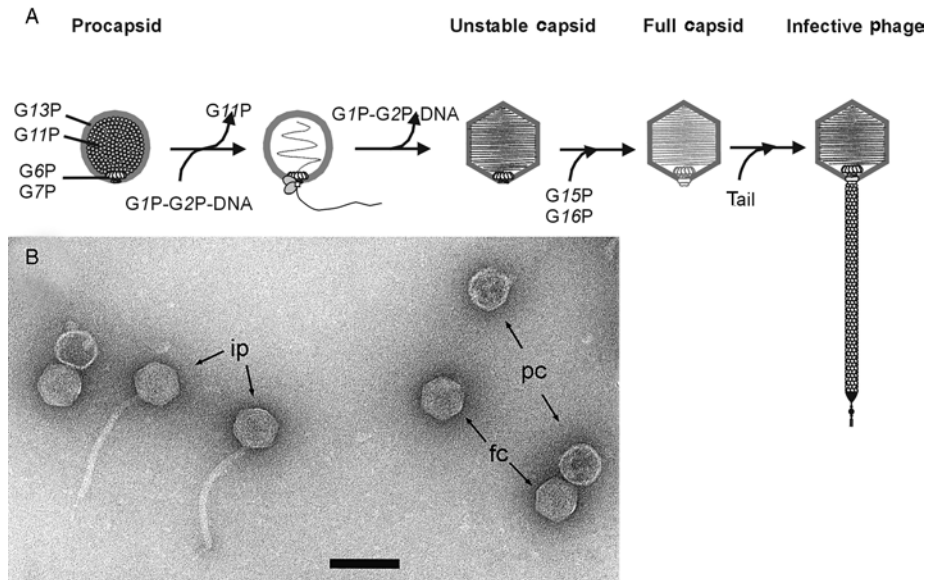 A
Procapsid
Unstable capsid
Full capsid
Infective phage
G13P
G11P
G6P
G7P
G11P
G1P-G2P-DNA
G1P-G2P-DNA
G15P
G16P
Tail
B
ip
pc
fc